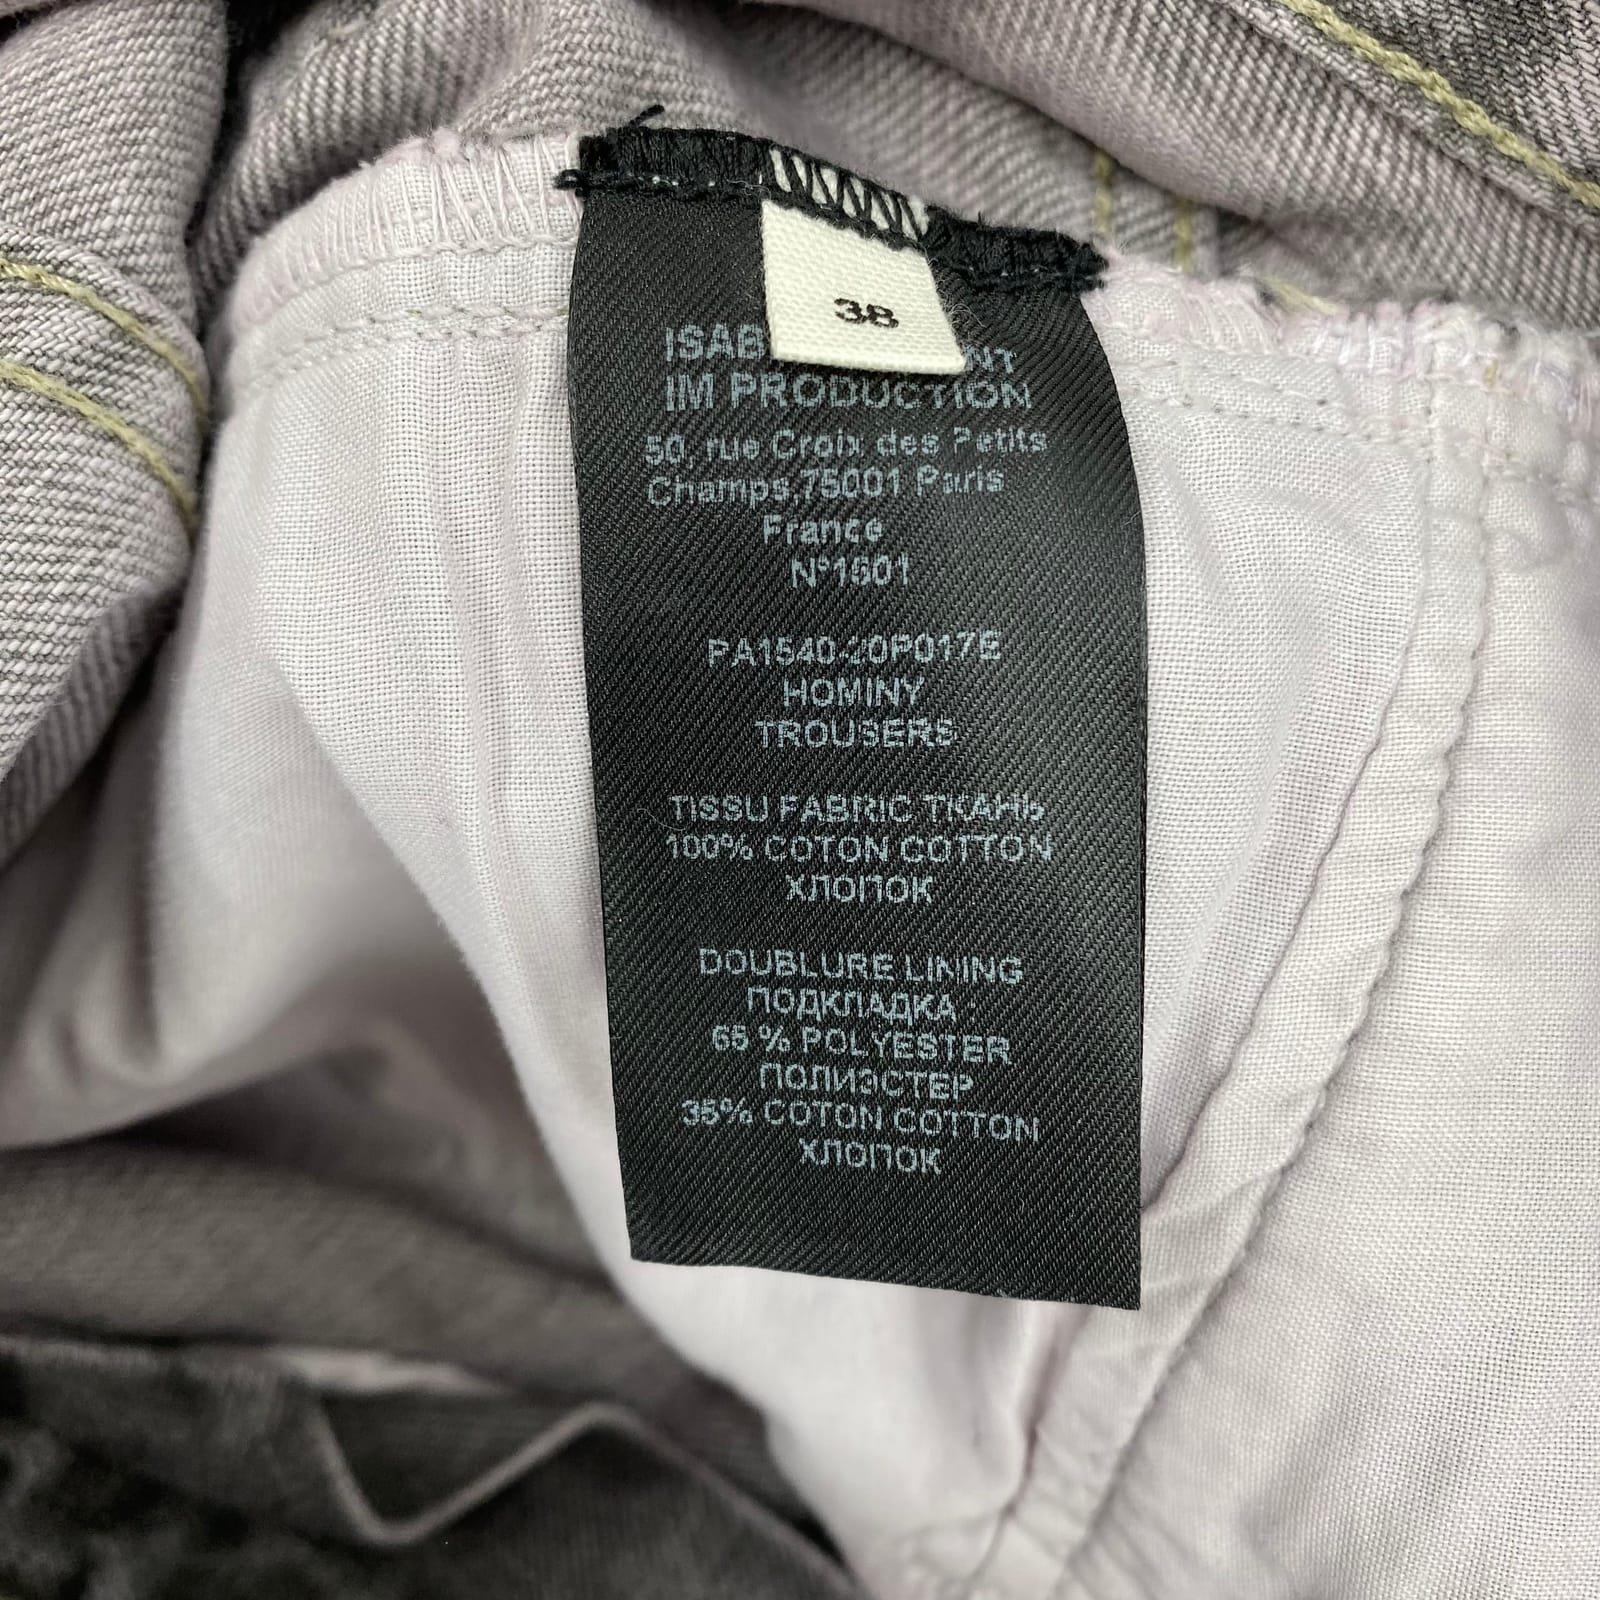 38
IM PRODUCTION
50, rue Croix des Petits
Champs 75001 Paris
France
N°1601
PA1540-20P017E
HOMINY
TROUSERS
TISSU FABRIC ТКАНЬ
100% COTON COTTON
ХЛОПОК
DOUBLURE LINING
ПОДКЛАДКА
65 % POLYESTER
ПОЛИЭСТЕР
35% COTON COTTON
ХЛОПОК